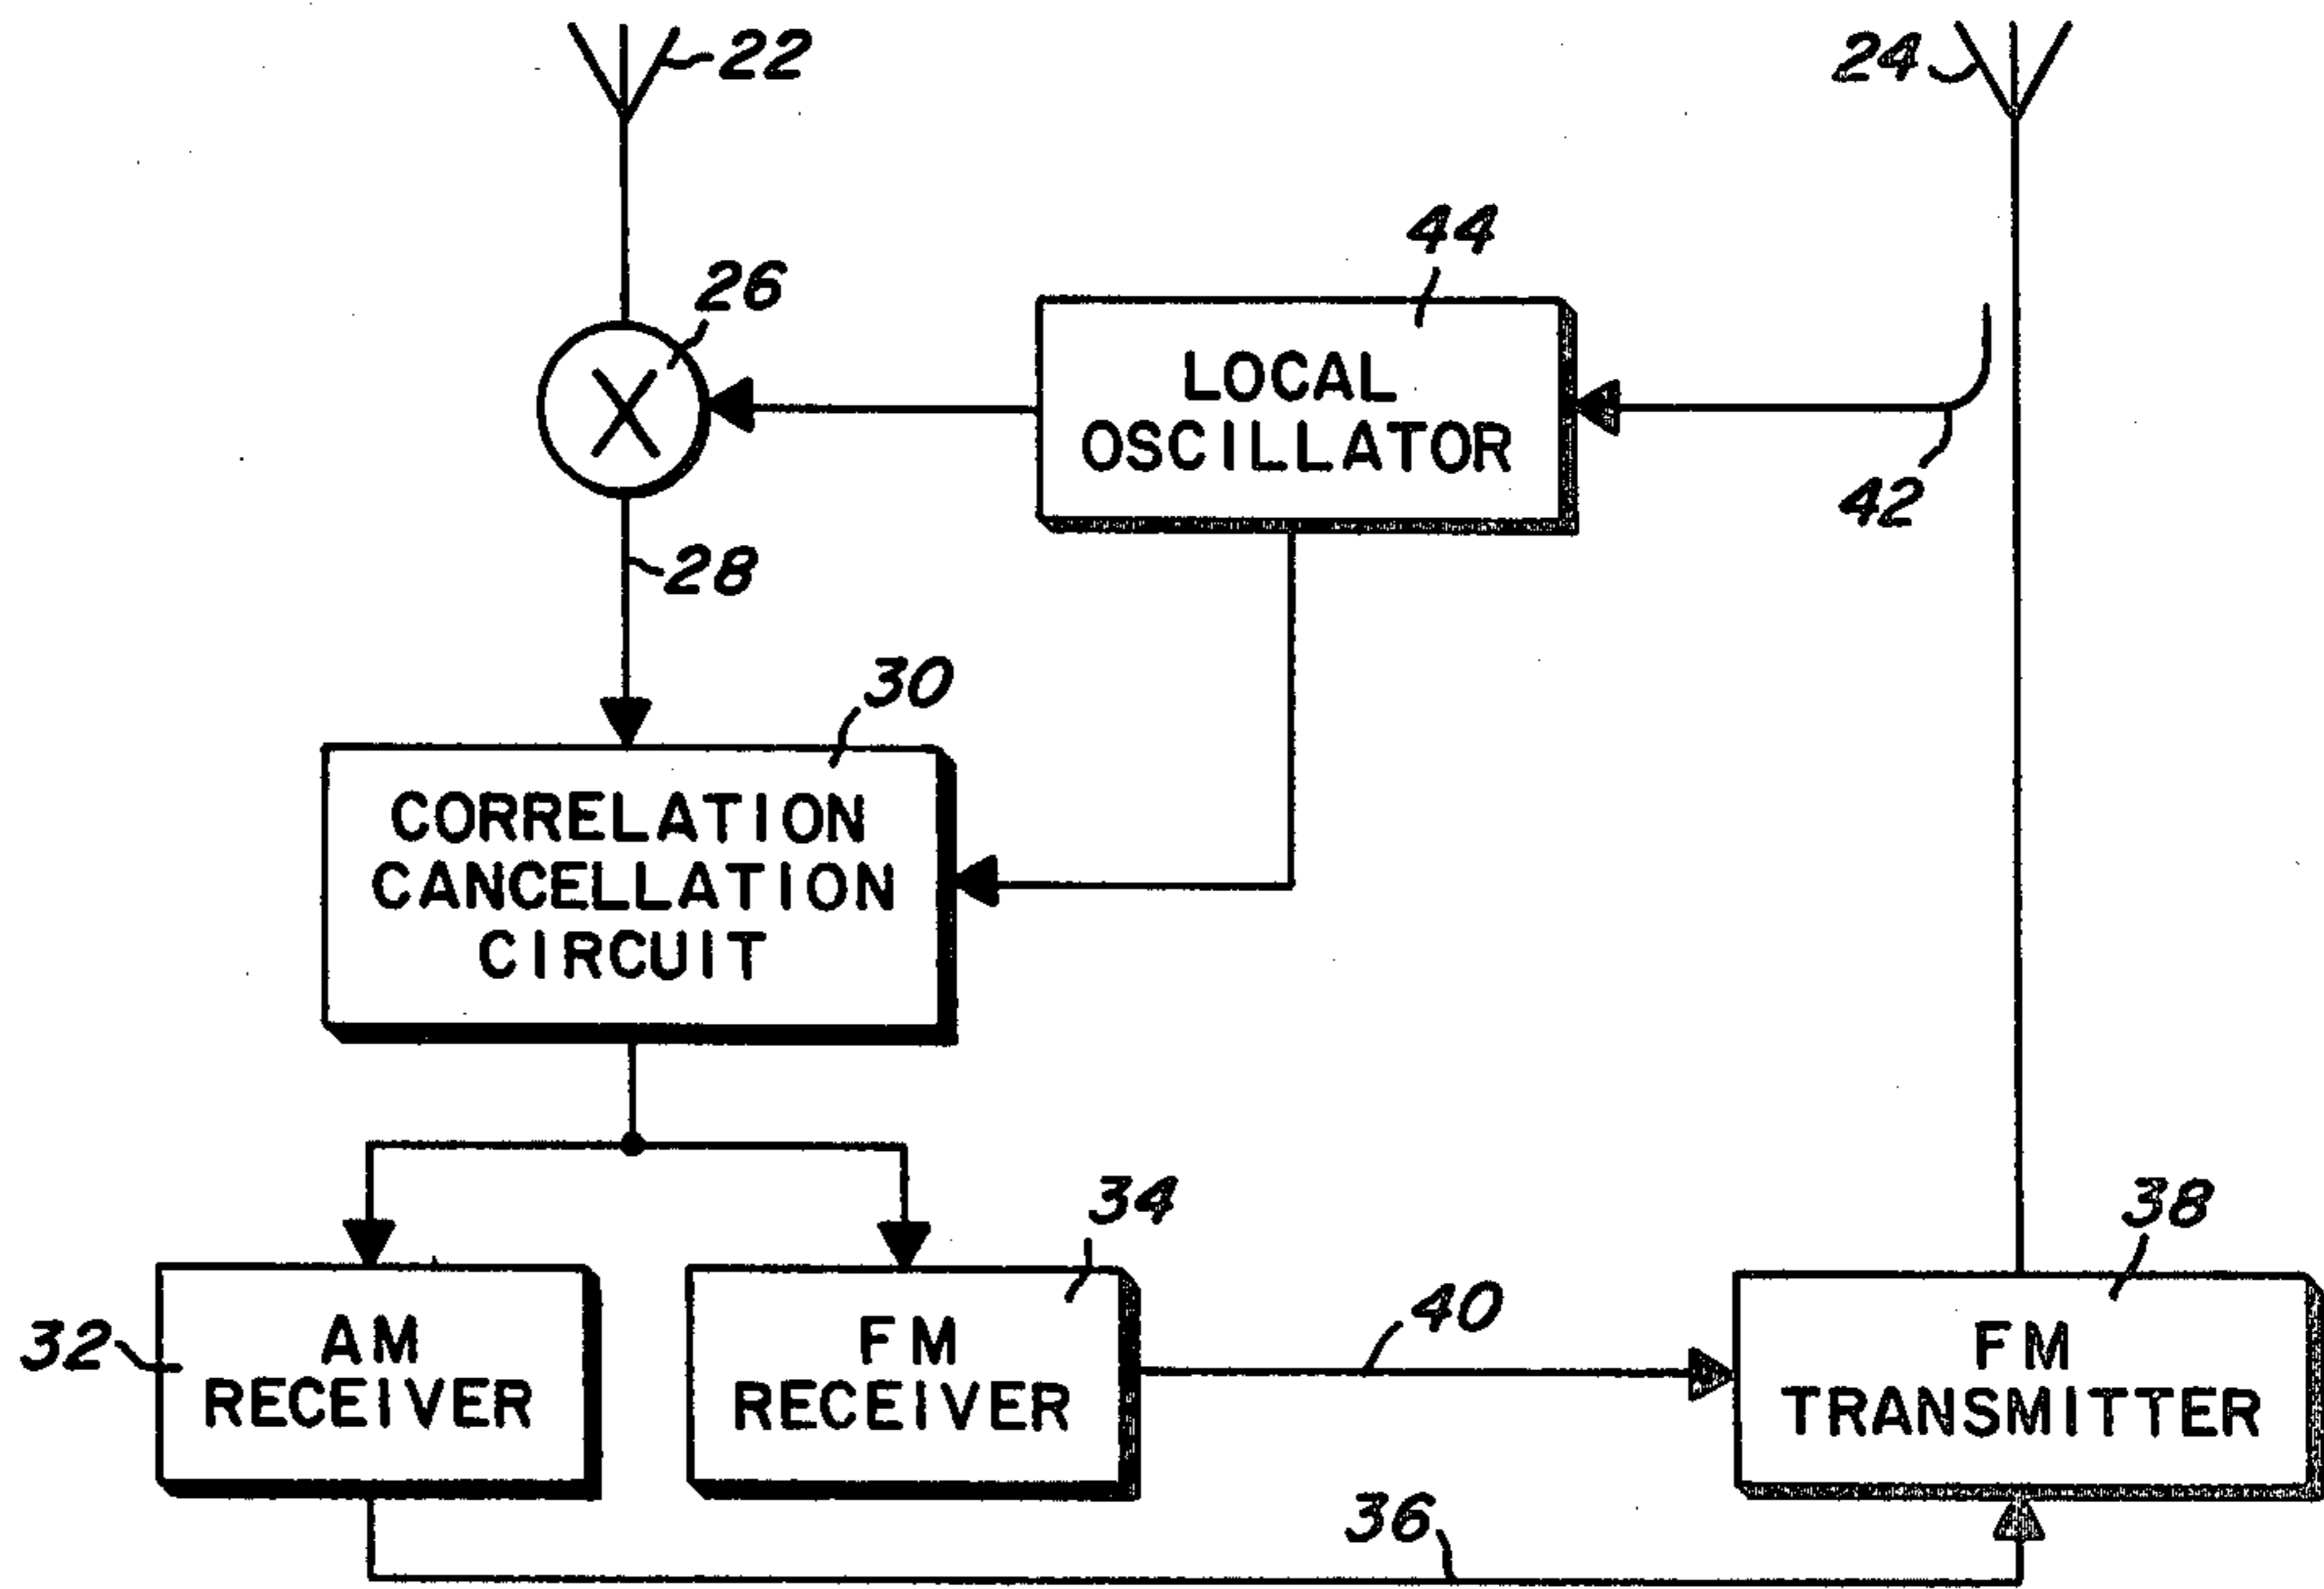 22
24
44
26
LOCAL
OSCILLATOR
42
28
30
CORRELATION
CANCELLATION
CIRCUIT
34
38
32
AM
RECEIVER
FM
RECEIVER
40
FM
TRANSMITTER
36
X